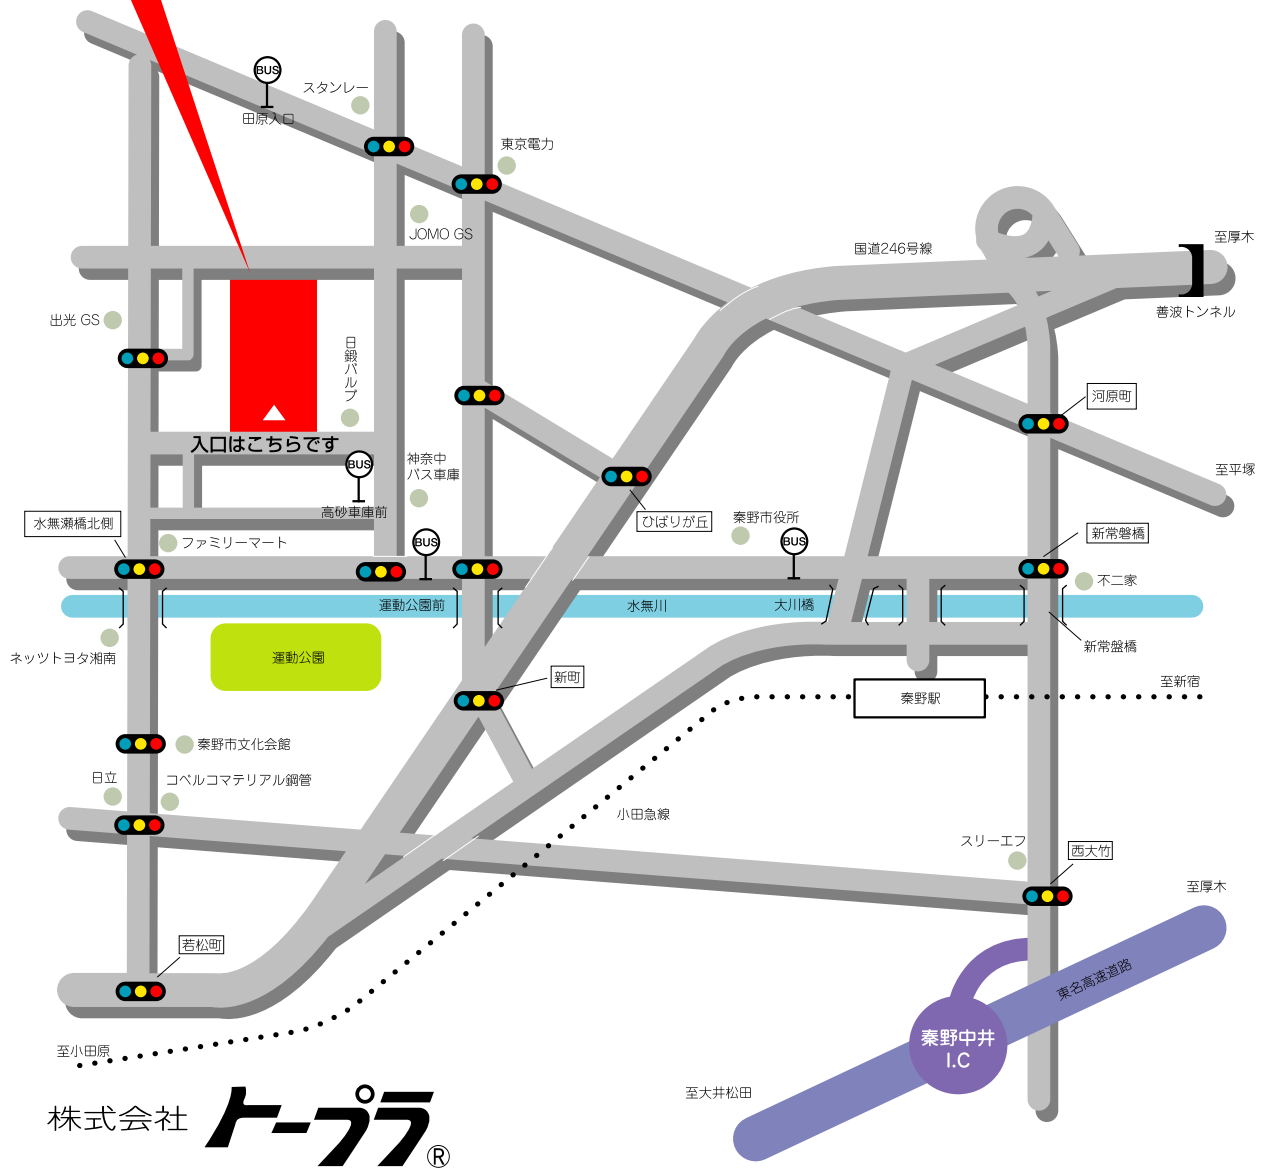 BUS
スタンレー
田原入口
東京電力
JOMO GS
国道246号線
至厚木
善波トンネル
出光 GS
日鍛バルブ
河原町
入口はこちらです
BUS
神奈中
バス車庫
至平塚
高砂車庫前
水無瀬橋北側
ひばりが丘
秦野市役所
新常盤橋
ファミリーマート
BUS
BUS
不二家
運動公園前
水無川
大川橋
ネッツトヨタ湘南
運動公園
新町
新常盤橋
至新宿
秦野駅
秦野市文化会館
日立
コベルコマテリアル鋼管
小田急線
スリーエフ
西大竹
至厚木
若松町
東名高速道路
秦野中井
I.C
至小田原
至大井松田
株式会社 トープラ®